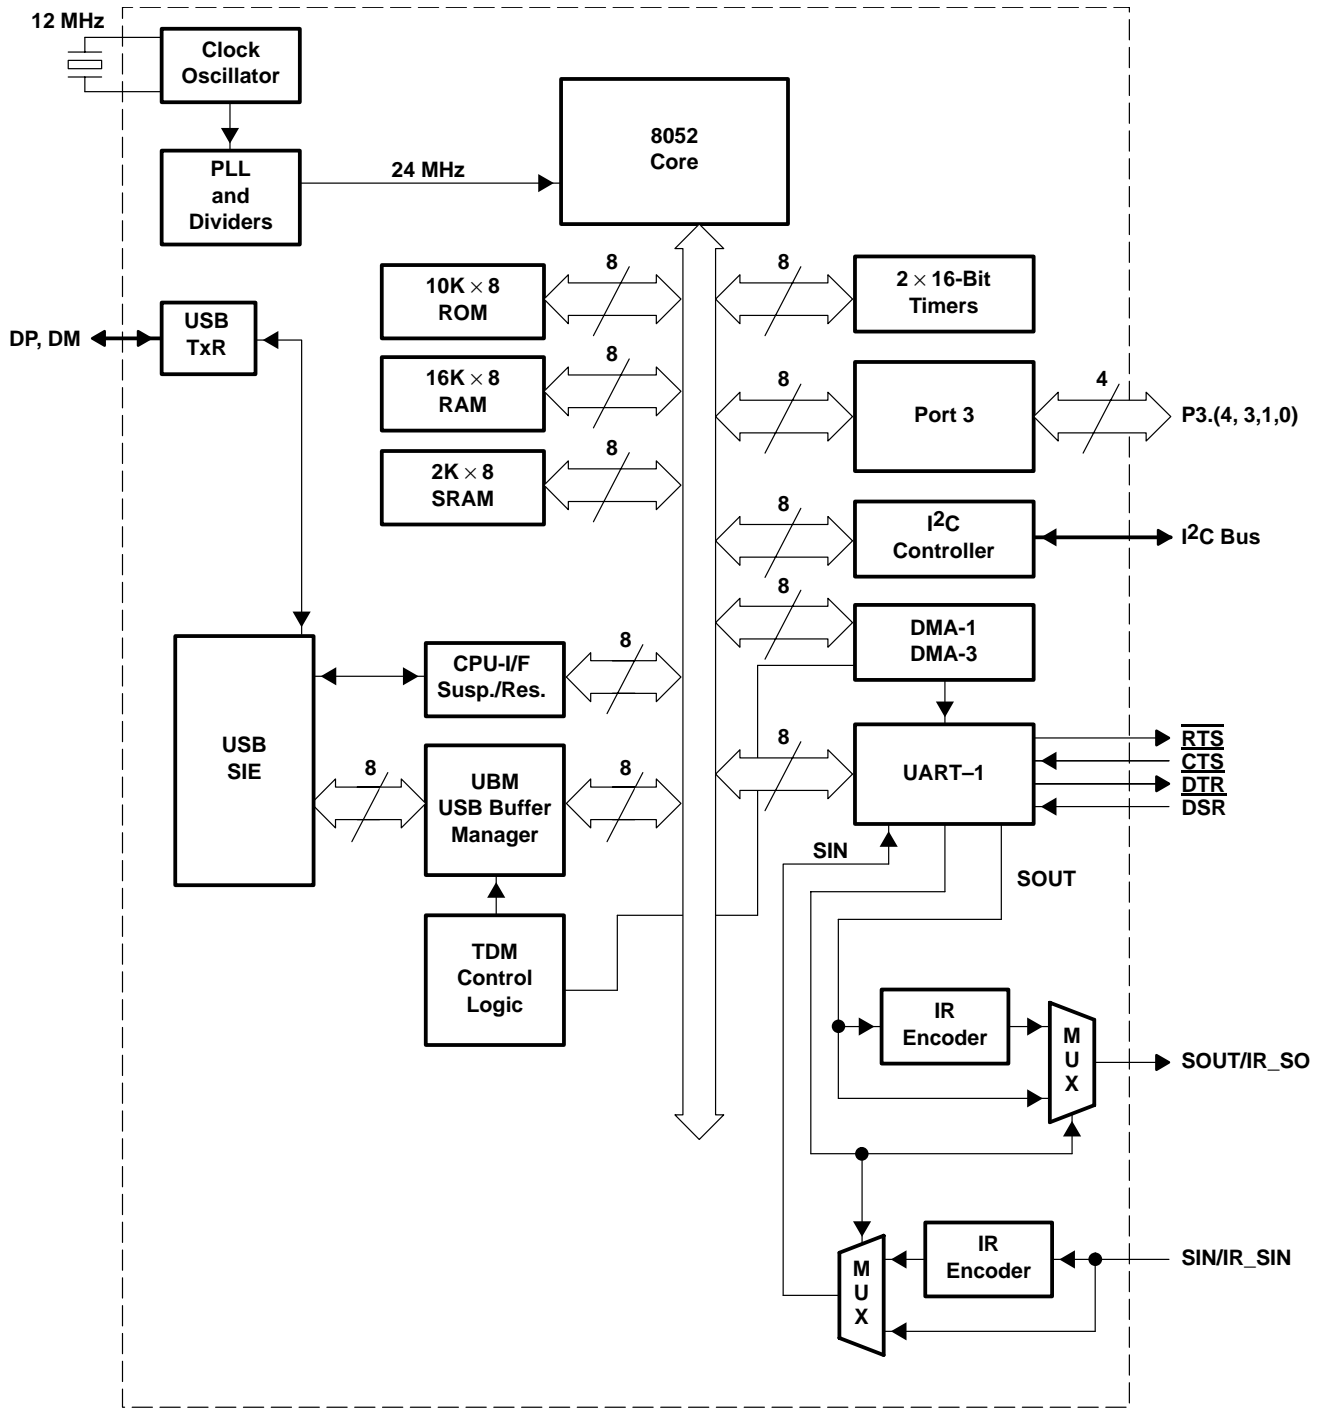 12 MHz
Clock
Oscillator
8052
Core
PLL
and
Dividers
24 MHz
10K × 8
ROM
8
8
2 × 16-Bit
Timers
USB
TxR
DP, DM
16K × 8
RAM
8
8
Port 3
4
P3.(4, 3,1,0)
2K × 8
SRAM
8
8
I2C
Controller
I2C Bus
8
DMA-1
DMA-3
CPU-I/F
Susp./Res.
8
USB
SIE
8
UBM
USB Buffer
Manager
8
8
UART–1
RTS
CTS
DTR
DSR
SIN
SOUT
TDM
Control
Logic
IR
Encoder
M
U
X
SOUT/IR_SO
IR
Encoder
SIN/IR_SIN
M
U
X